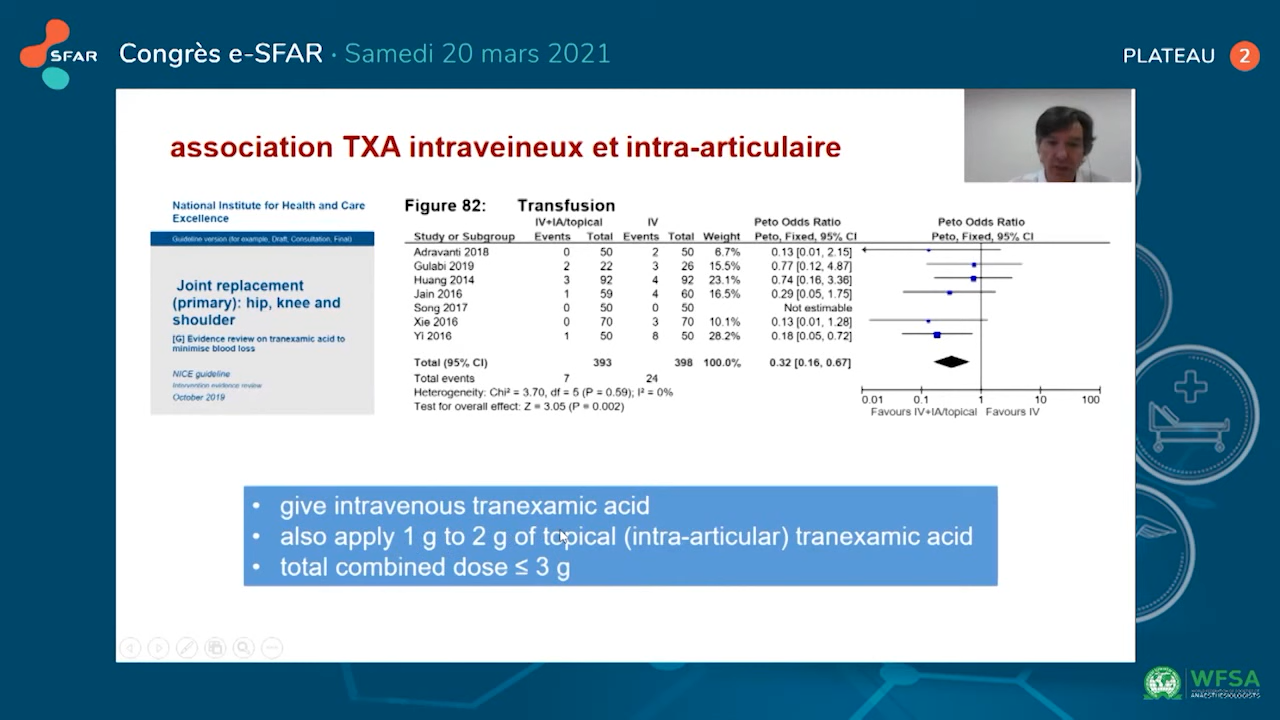 SFAR
Congrès e-SFAR · Samedi 20 mars 2021
PLATEAU 2
association TXA intraveineux et intra-articulaire
National Institute for Health and Care
Excellence
Guideline version (for example, Draft, Consultation, Final)
Joint replacement
(primary): hip, knee and
shoulder
[G] Evidence review on tranexamic acid to
minimise blood loss
NICE guideline
Intervention evidence review
October 2019
Figure 82: Transfusion
IV+IA/topical IV Peto Odds Ratio Peto Odds Ratio
Study or Subgroup Events Total Events Total Weight Peto, Fixed, 95% CI Peto, Fixed, 95% CI
Adravanti 2018 0 50 2 50 6.7% 0.13 [0.01, 2.15]
Gulabi 2019 2 22 3 26 15.5% 0.77 [0.12, 4.87]
Huang 2014 3 92 4 92 23.1% 0.74 [0.16, 3.36]
Jain 2016 1 59 4 60 16.5% 0.29 [0.05, 1.75]
Song 2017 0 50 0 50 Not estimable
Xie 2016 0 70 3 70 10.1% 0.13 [0.01, 1.28]
Yi 2016 1 50 8 50 28.2% 0.18 [0.05, 0.72]
Total (95% CI) 393 398 100.0% 0.32 [0.16, 0.67]
Total events 7 24
Heterogeneity: Chi² = 3.70, df = 5 (P = 0.59); I² = 0%
Test for overall effect: Z = 3.05 (P = 0.002)
0.01 0.1 1 10 100
Favours IV+IA/topical Favours IV
• give intravenous tranexamic acid
• also apply 1 g to 2 g of topical (intra-articular) tranexamic acid
• total combined dose ≤ 3 g
WFSA
ANAESTHESIOLOGISTS